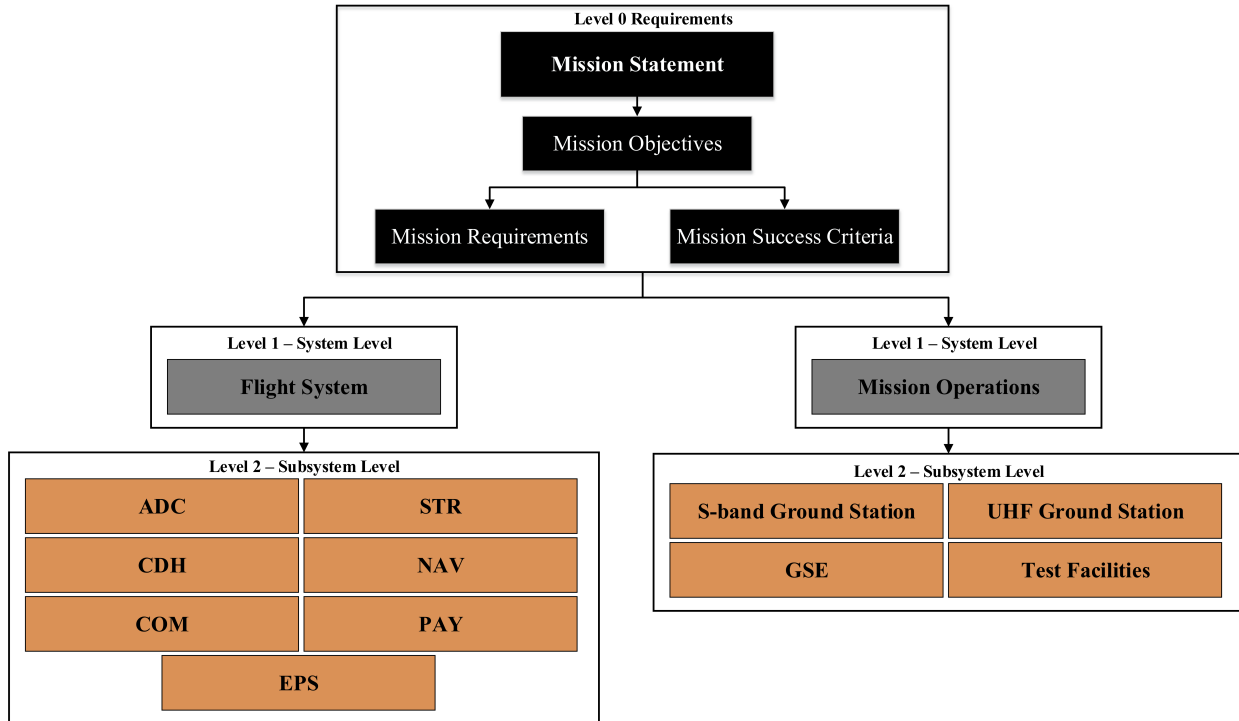 Level 0 Requirements
Mission Statement
Mission Objectives
Mission Requirements
Mission Success Criteria
Level 1 – System Level
Flight System
Level 1 – System Level
Mission Operations
Level 2 – Subsystem Level
ADC
STR
CDH
NAV
COM
PAY
EPS
Level 2 – Subsystem Level
S-band Ground Station
UHF Ground Station
GSE
Test Facilities